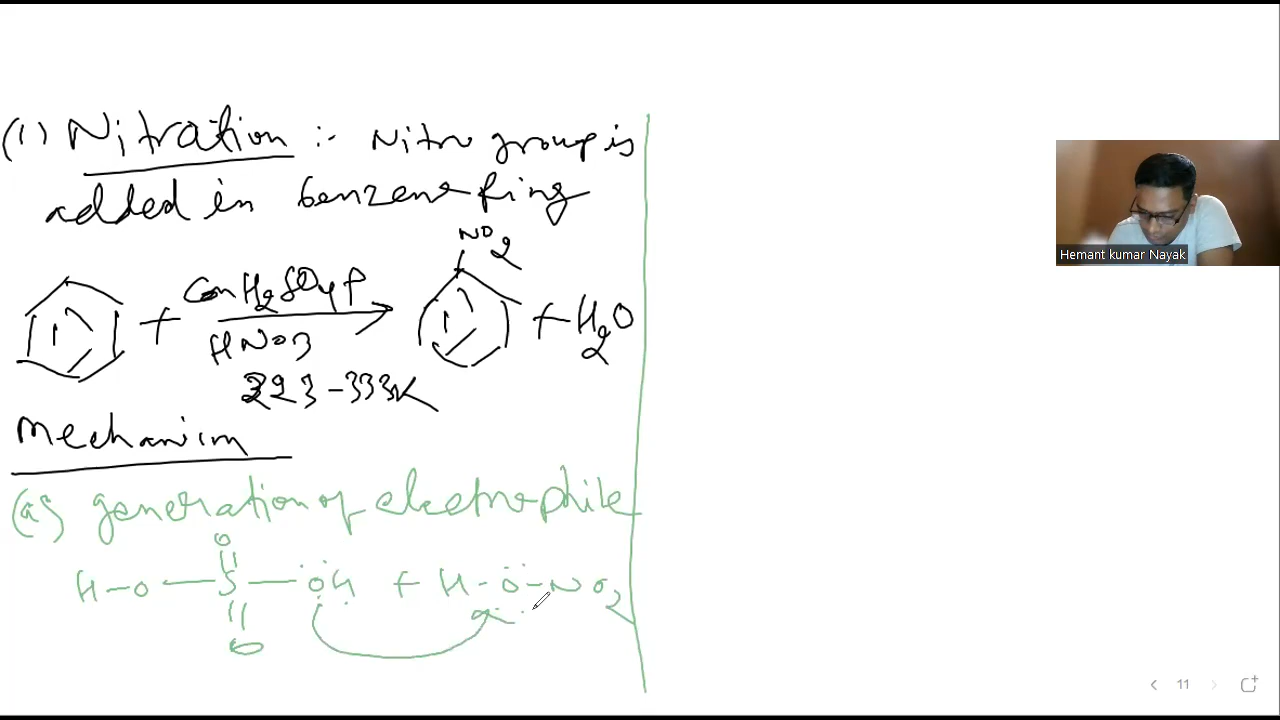 (1) Nitration :- Nitro group is
added in benzene ring
NO2
+ Con H2SO4 + H2O
HNO3
323-333K
Mechanism
(a) generation of electrophile
O
H-O-S-OH + H-O-NO2
O
Hemant kumar Nayak
11